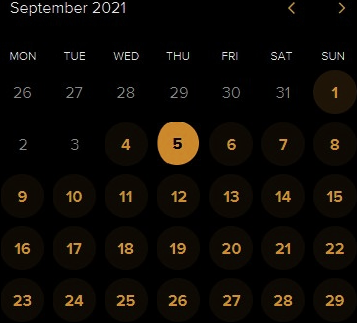 September 2021
MON TUE WED THU FRI SAT SUN
26 27 28 29 30 31 1
2 3 4 5 6 7 8
9 10 11 12 13 14 15
16 17 18 19 20 21 22
23 24 25 26 27 28 29